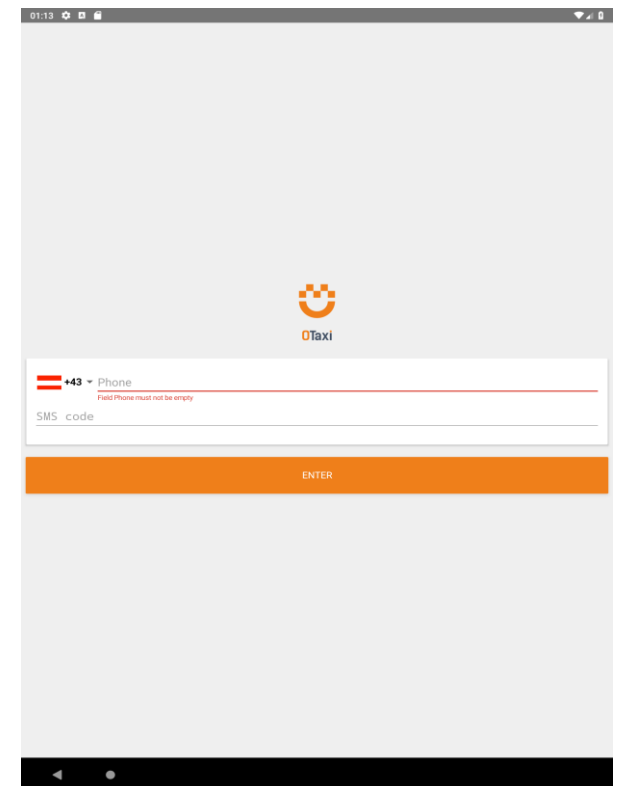 01:13
OTaxi
+43 Phone
Field Phone must not be empty
SMS code
ENTER